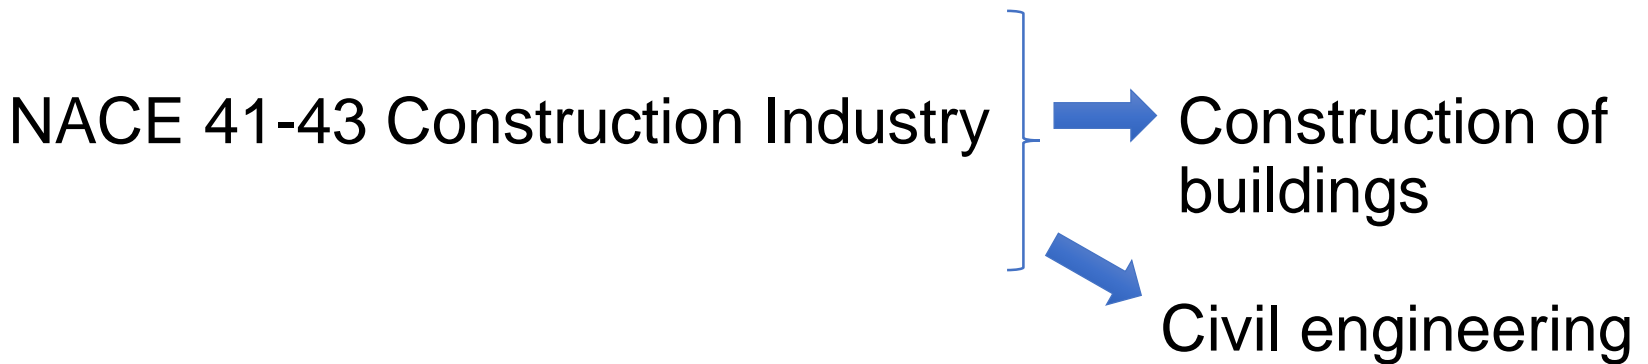 NACE 41-43 Construction Industry
Construction of
buildings
Civil engineering